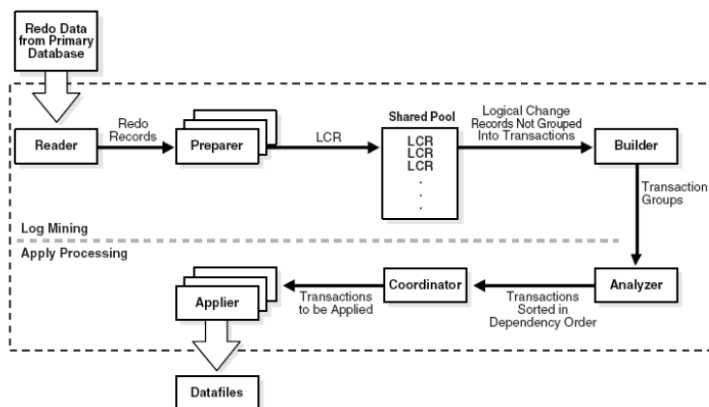 Redo Data
from Primary
Database
Reader
Redo
Records
Preparer
LCR
Shared Pool
LCR
LCR
LCR
.
.
.
Logical Change
Records Not Grouped
Into Transactions
Builder
Transaction
Groups
Log Mining
Apply Processing
Applier
Transactions
to be Applied
Coordinator
Transactions
Sorted in
Dependency Order
Analyzer
Datafiles